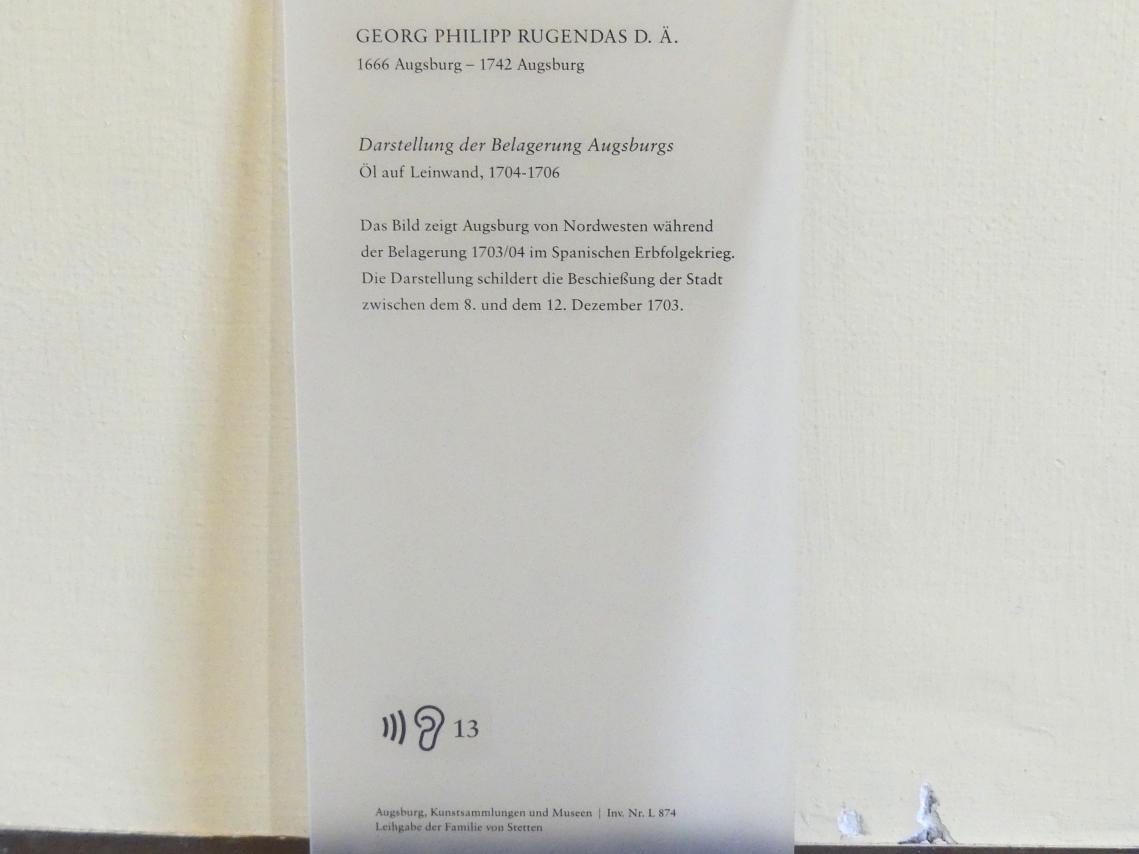 GEORG PHILIPP RUGENDAS D. Ä.
1666 Augsburg – 1742 Augsburg
Darstellung der Belagerung Augsburgs
Öl auf Leinwand, 1704-1706
Das Bild zeigt Augsburg von Nordwesten während
der Belagerung 1703/04 im Spanischen Erbfolgekrieg.
Die Darstellung schildert die Beschießung der Stadt
zwischen dem 8. und dem 12. Dezember 1703.
13
Augsburg, Kunstsammlungen und Museen | Inv. Nr. L 874
Leihgabe der Familie von Stetten